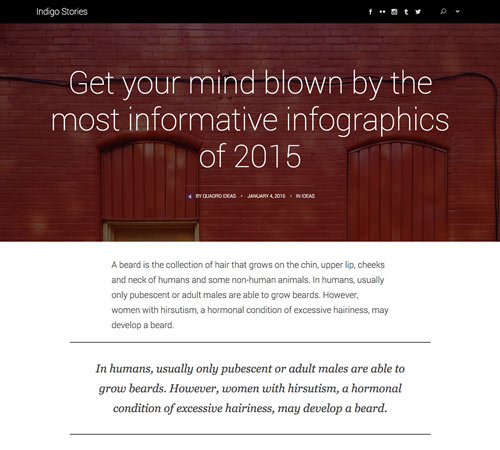 Indigo Stories
Get your mind blown by the
most informative infographics
of 2015
BY QUADRO IDEAS • JANUARY 4, 2016 • IN IDEAS
A beard is the collection of hair that grows on the chin, upper lip, cheeks
and neck of humans and some non-human animals. In humans, usually
only pubescent or adult males are able to grow beards. However,
women with hirsutism, a hormonal condition of excessive hairiness, may
develop a beard.
In humans, usually only pubescent or adult males are able to
grow beards. However, women with hirsutism, a hormonal
condition of excessive hairiness, may develop a beard.